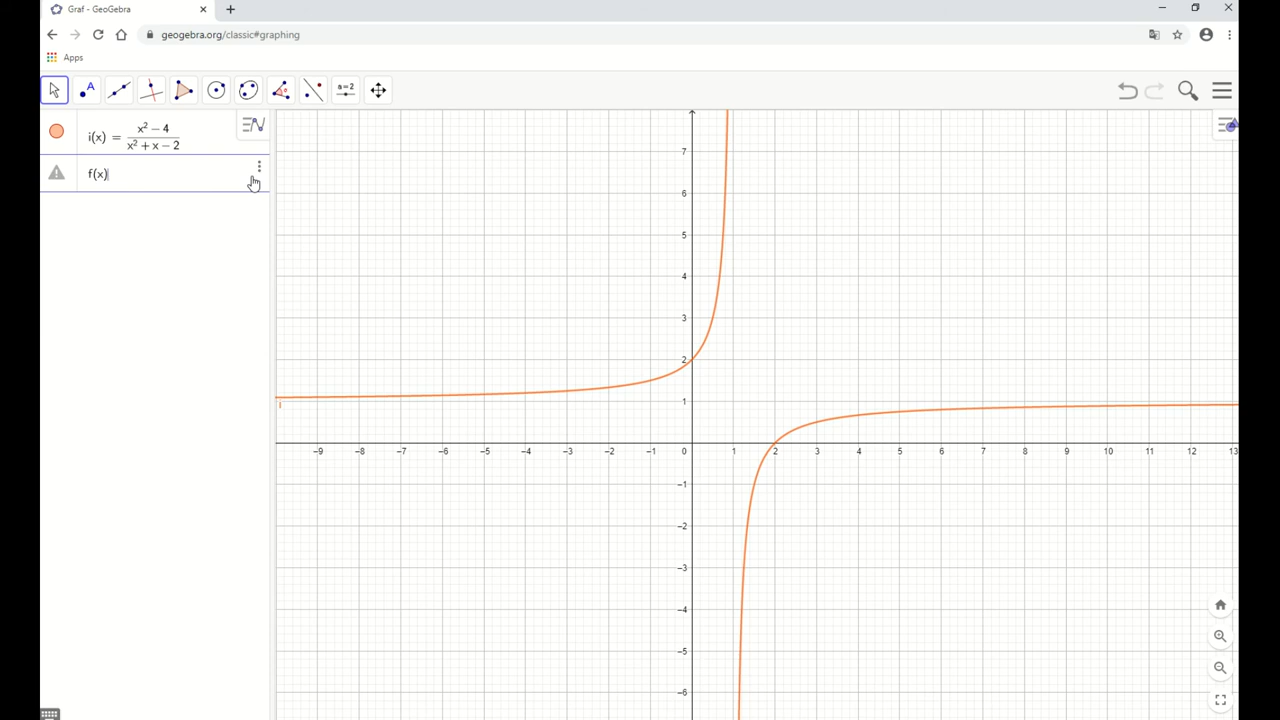 Graf - GeoGebra
geogebra.org/classic#graphing
Apps
A
a=2
i(x) = (x² − 4)/(x² + x − 2)
f(x)
i
7
6
5
4
3
2
1
−9 −8 −7 −6 −5 −4 −3 −2 −1 0 1 2 3 4 5 6 7 8 9 10 11 12 13
−1
−2
−3
−4
−5
−6